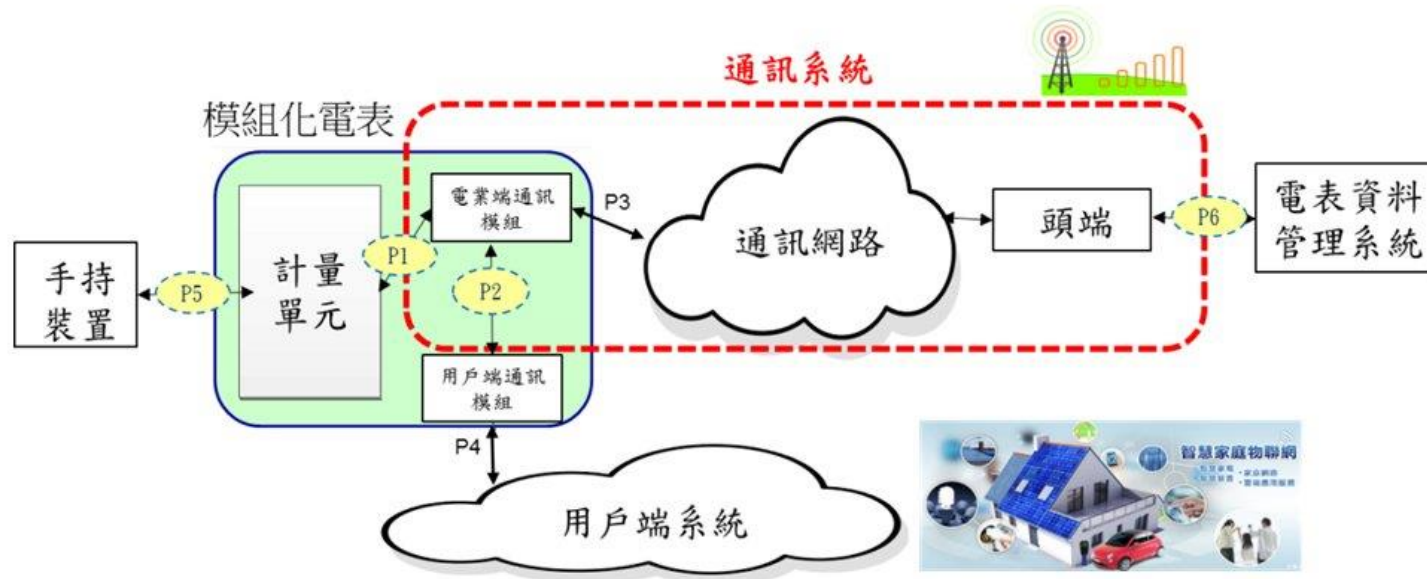 通訊系統
模組化電表
電業端通訊
模組
P3
P1
P2
P5
P6
手持
裝置
計量
單元
通訊網路
頭端
電表資料
管理系統
用戶端通訊
模組
P4
用戶端系統
智慧家庭物聯網